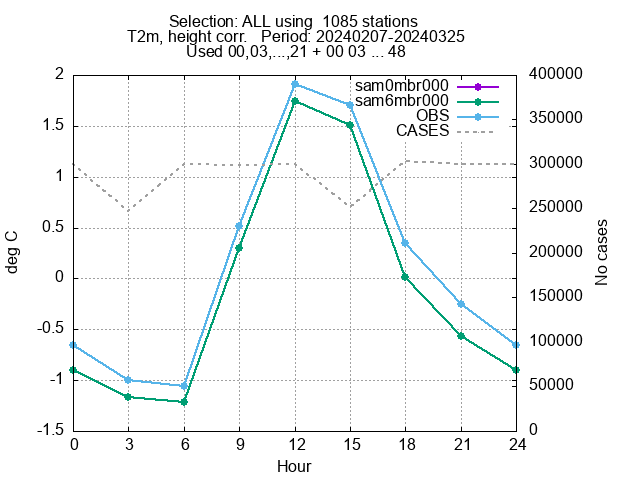 Selection: ALL using  1085 stations
T2m, height corr.   Period: 20240207-20240325
Used 00,03,...,21 + 00 03 ... 48
sam0mbr000
sam6mbr000
OBS
CASES
2
1.5
1
0.5
0
-0.5
-1
-1.5
deg C
400000
350000
300000
250000
200000
150000
100000
50000
0
No cases
0 3 6 9 12 15 18 21 24
Hour